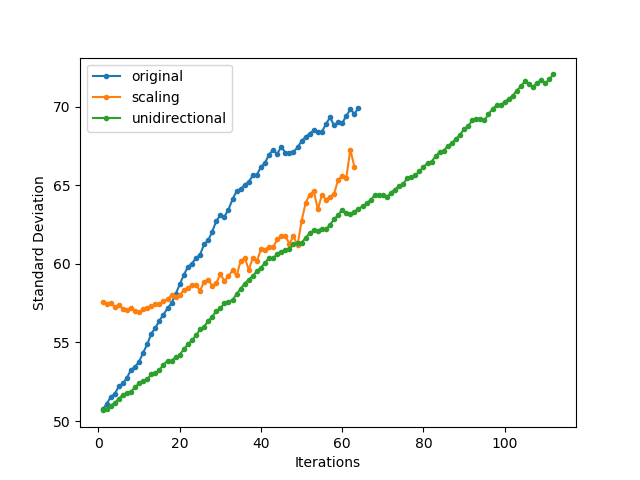 original
scaling
unidirectional
70
65
60
55
50
Standard Deviation
0 20 40 60 80 100
Iterations